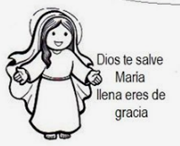 Dios te salve
Maria
llena eres de
gracia